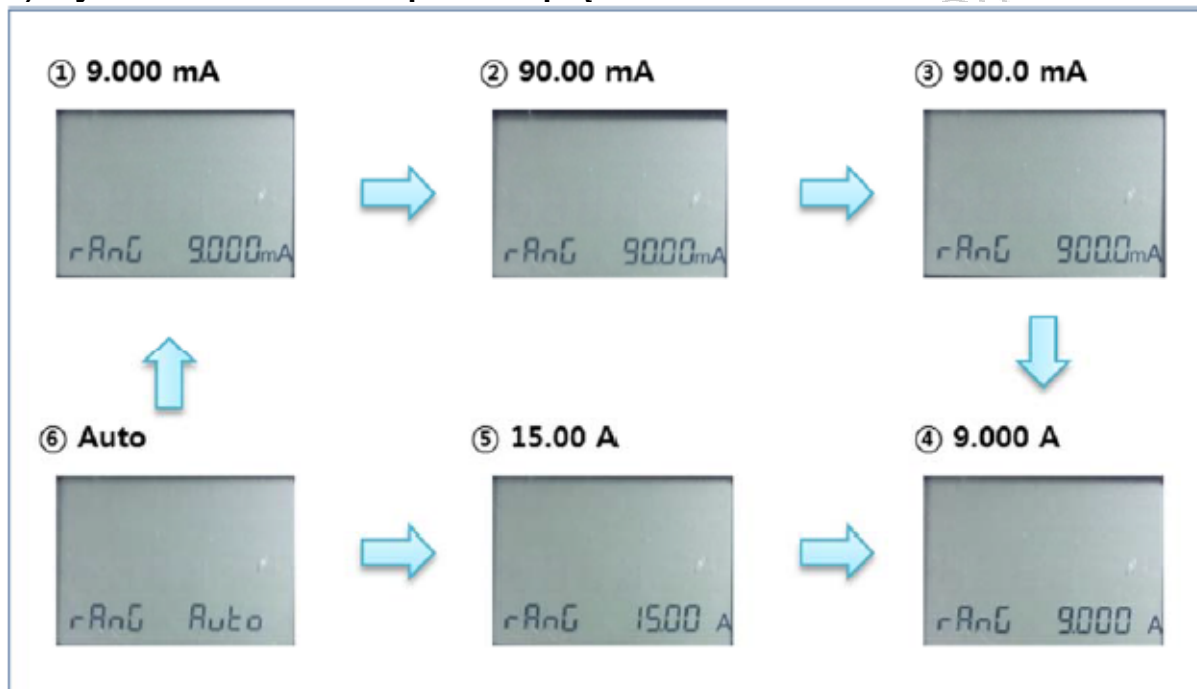 ① 9.000 mA
② 90.00 mA
③ 900.0 mA
rAnG 9.000mA
rAnG 90.00mA
rAnG 900.0mA
⑥ Auto
⑤ 15.00 A
④ 9.000 A
rAnG Auto
rAnG 15.00 A
rAnG 9.000 A